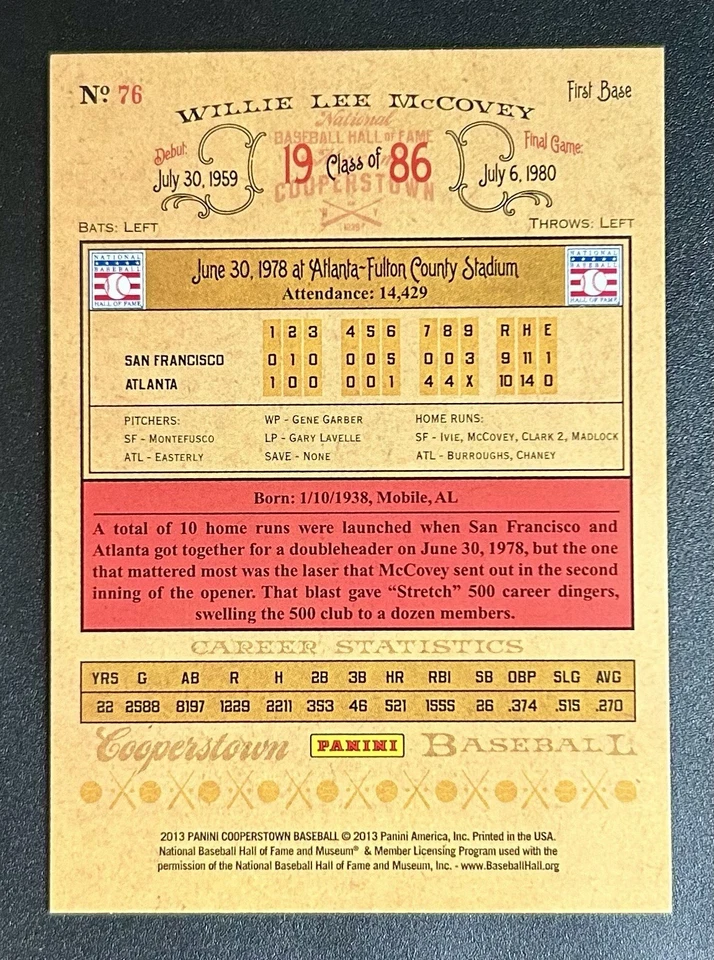 Nº 76
First Base
WILLIE LEE McCOVEY
National
BASEBALL HALL OF FAME
COOPERSTOWN
N Y
1939
Debut:
July 30, 1959
19 Class of 86
Final Game:
July 6, 1980
BATS: LEFT
THROWS: LEFT
NATIONAL
BASEBALL
HALL OF FAME
June 30, 1978 at Atlanta-Fulton County Stadium
Attendance: 14,429
NATIONAL
BASEBALL
HALL OF FAME
1 2 3 4 5 6 7 8 9 R H E
SAN FRANCISCO 0 1 0 0 0 5 0 0 3 9 11 1
ATLANTA 1 0 0 0 0 1 4 4 X 10 14 0
PITCHERS: WP - GENE GARBER HOME RUNS:
SF - MONTEFUSCO LP - GARY LAVELLE SF - IVIE, McCOVEY, CLARK 2, MADLOCK
ATL - EASTERLY SAVE - NONE ATL - BURROUGHS, CHANEY
Born: 1/10/1938, Mobile, AL
A total of 10 home runs were launched when San Francisco and
Atlanta got together for a doubleheader on June 30, 1978, but the one
that mattered most was the laser that McCovey sent out in the second
inning of the opener. That blast gave “Stretch” 500 career dingers,
swelling the 500 club to a dozen members.
CAREER STATISTICS
YRS G AB R H 2B 3B HR RBI SB OBP SLG AVG
22 2588 8197 1229 2211 353 46 521 1555 26 .374 .515 .270
Cooperstown PANINI BASEBALL
2013 PANINI COOPERSTOWN BASEBALL © 2013 Panini America, Inc. Printed in the USA.
National Baseball Hall of Fame and Museum® & Member Licensing Program used with the
permission of the National Baseball Hall of Fame and Museum, Inc. - www.BaseballHall.org